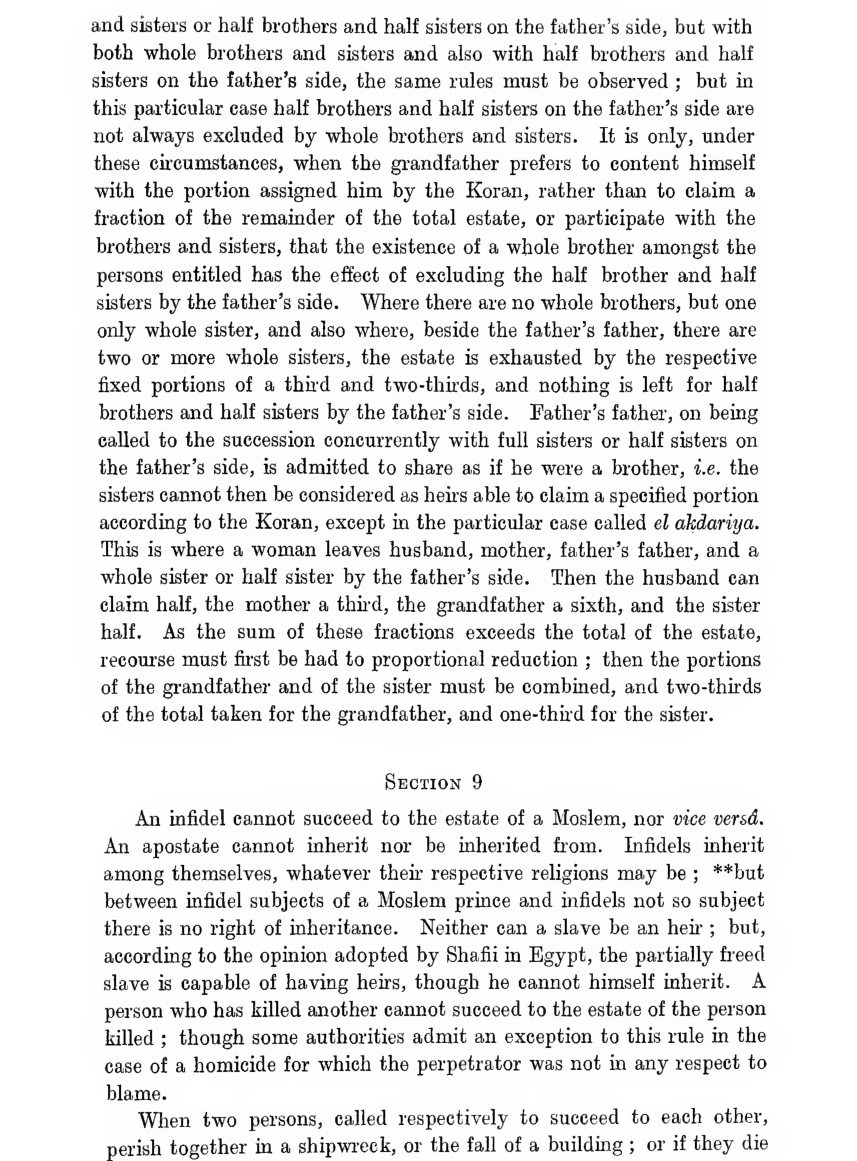 and sisters or half brothers and half sisters on the father's side, but with
both whole brothers and sisters and also with half brothers and half
sisters on the father's side, the same rules must be observed ; but in
this particular case half brothers and half sisters on the father's side are
not always excluded by whole brothers and sisters. It is only, under
these circumstances, when the grandfather prefers to content himself
with the portion assigned him by the Koran, rather than to claim a
fraction of the remainder of the total estate, or participate with the
brothers and sisters, that the existence of a whole brother amongst the
persons entitled has the effect of excluding the half brother and half
sisters by the father's side. Where there are no whole brothers, but one
only whole sister, and also where, beside the father's father, there are
two or more whole sisters, the estate is exhausted by the respective
fixed portions of a third and two-thirds, and nothing is left for half
brothers and half sisters by the father's side. Father's father, on being
called to the succession concurrently with full sisters or half sisters on
the father's side, is admitted to share as if he were a brother, i.e. the
sisters cannot then be considered as heirs able to claim a specified portion
according to the Koran, except in the particular case called el aḳdariya.
This is where a woman leaves husband, mother, father's father, and a
whole sister or half sister by the father's side. Then the husband can
claim half, the mother a third, the grandfather a sixth, and the sister
half. As the sum of these fractions exceeds the total of the estate,
recourse must first be had to proportional reduction ; then the portions
of the grandfather and of the sister must be combined, and two-thirds
of the total taken for the grandfather, and one-third for the sister.
SECTION 9
An infidel cannot succeed to the estate of a Moslem, nor vice versâ.
An apostate cannot inherit nor be inherited from. Infidels inherit
among themselves, whatever their respective religions may be ; **but
between infidel subjects of a Moslem prince and infidels not so subject
there is no right of inheritance. Neither can a slave be an heir ; but,
according to the opinion adopted by Shafii in Egypt, the partially freed
slave is capable of having heirs, though he cannot himself inherit. A
person who has killed another cannot succeed to the estate of the person
killed ; though some authorities admit an exception to this rule in the
case of a homicide for which the perpetrator was not in any respect to
blame.
When two persons, called respectively to succeed to each other,
perish together in a shipwreck, or the fall of a building ; or if they die